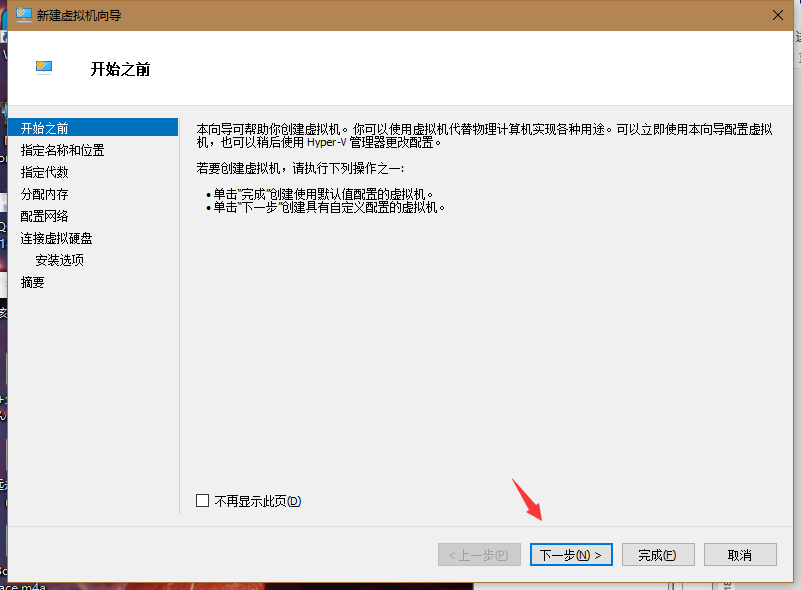 新建虚拟机向导
开始之前
开始之前
指定名称和位置
指定代数
分配内存
配置网络
连接虚拟硬盘
安装选项
摘要
本向导可帮助你创建虚拟机。你可以使用虚拟机代替物理计算机实现各种用途。可以立即使用本向导配置虚拟
机，也可以稍后使用 Hyper-V 管理器更改配置。
若要创建虚拟机，请执行下列操作之一:
• 单击"完成"创建使用默认值配置的虚拟机。
• 单击"下一步"创建具有自定义配置的虚拟机。
不再显示此页(D)
< 上一步(P)
下一步(N) >
完成(F)
取消
ace.m4a